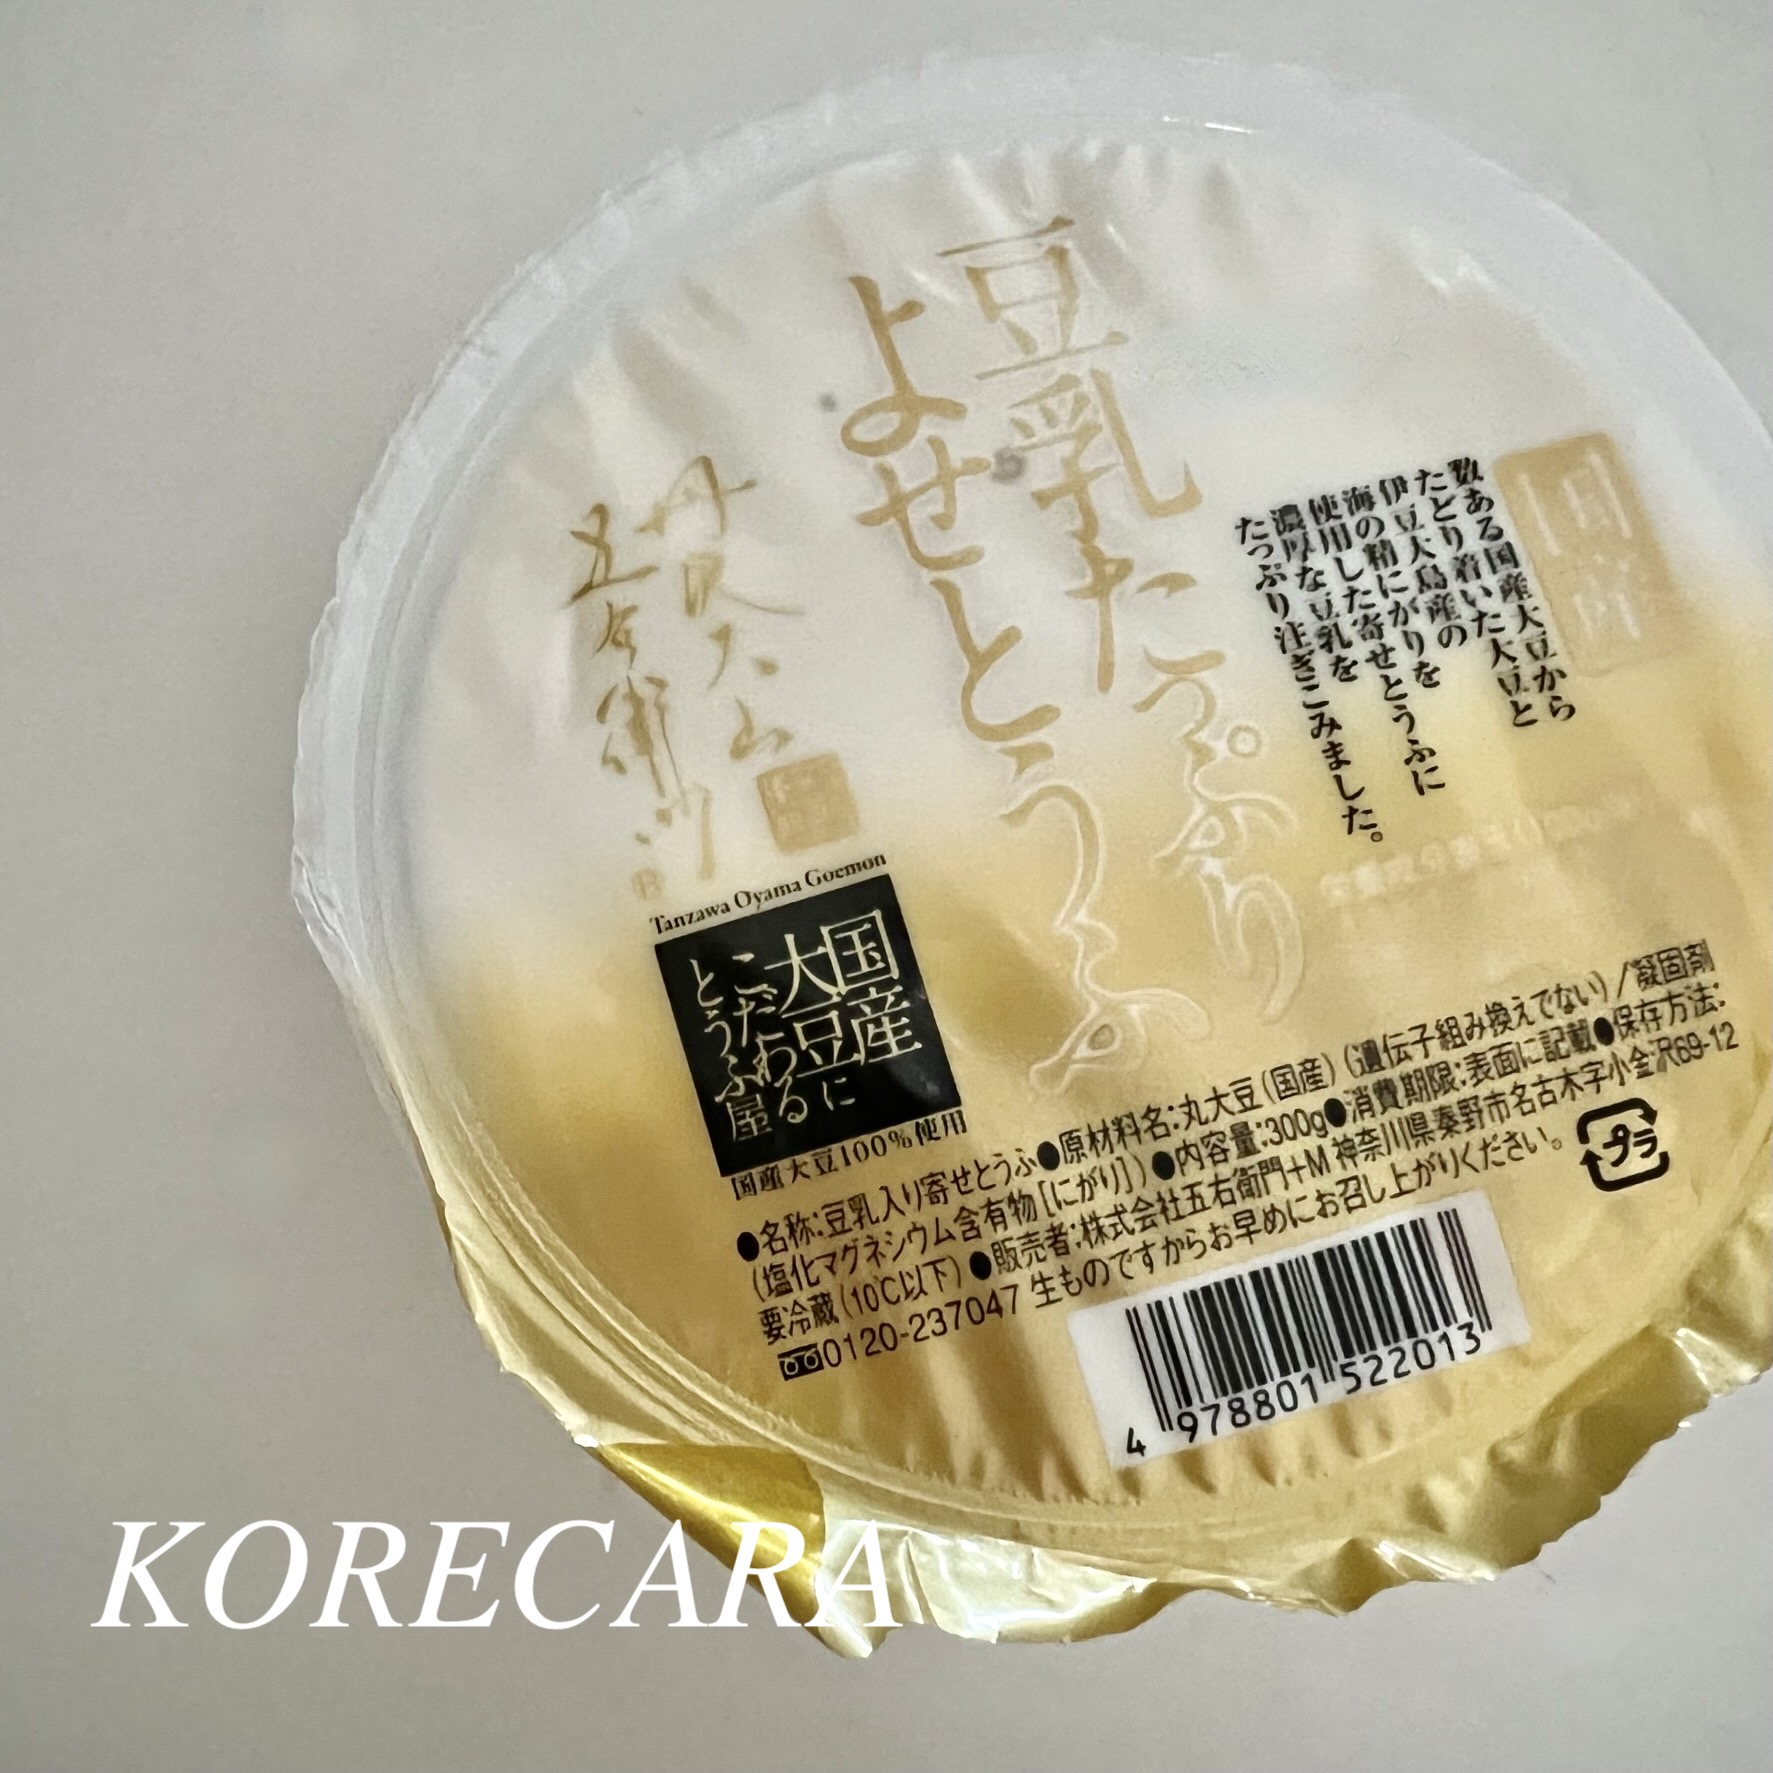 豆乳たっぷり
よせとうふ
国産
数ある国産大豆から
たどり着いた大豆と
伊豆大島産の
海の精にがりを
使用した寄せとうふに
濃厚な豆乳を
たっぷり注ぎこみました。
丹沢大山
五右衛門
Tanzawa Oyama Goemon
国産
大豆に
こだわる
とうふ屋
国産大豆100%使用
●名称:豆乳入り寄せとうふ●原材料名:丸大豆(国産)(遺伝子組み換えでない)/凝固剤
(塩化マグネシウム含有物[にがり])●内容量:300g●消費期限:表面に記載●保存方法:
要冷蔵(10℃以下)●販売者:株式会社五右衛門+M 神奈川県秦野市名古木字小金沢69-12
0120-237047 生ものですからお早めにお召し上がりください。
プラ
4 978801 522013
KORECARA